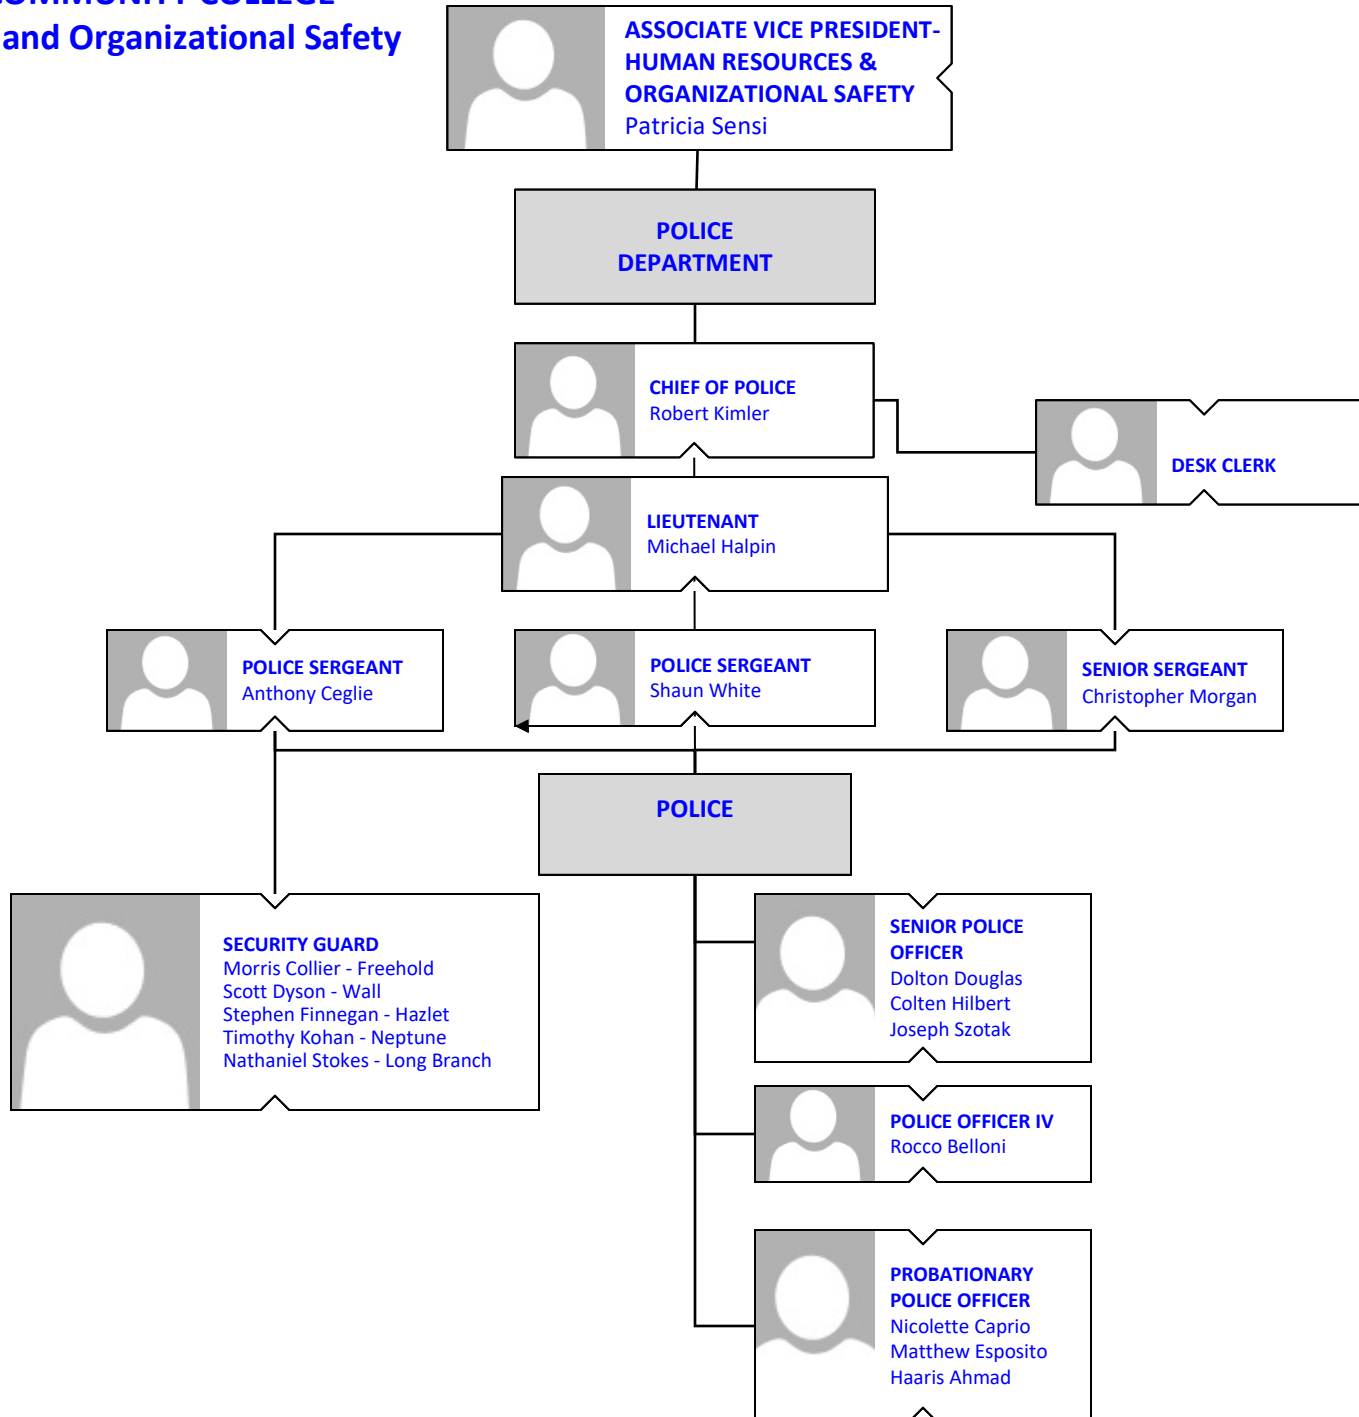 COMMUNITY COLLEGE
and Organizational Safety
ASSOCIATE VICE PRESIDENT-
HUMAN RESOURCES &
ORGANIZATIONAL SAFETY
Patricia Sensi
POLICE
DEPARTMENT
CHIEF OF POLICE
Robert Kimler
DESK CLERK
LIEUTENANT
Michael Halpin
POLICE SERGEANT
Anthony Ceglie
POLICE SERGEANT
Shaun White
SENIOR SERGEANT
Christopher Morgan
POLICE
SECURITY GUARD
Morris Collier - Freehold
Scott Dyson - Wall
Stephen Finnegan - Hazlet
Timothy Kohan - Neptune
Nathaniel Stokes - Long Branch
SENIOR POLICE
OFFICER
Dolton Douglas
Colten Hilbert
Joseph Szotak
POLICE OFFICER IV
Rocco Belloni
PROBATIONARY
POLICE OFFICER
Nicolette Caprio
Matthew Esposito
Haaris Ahmad